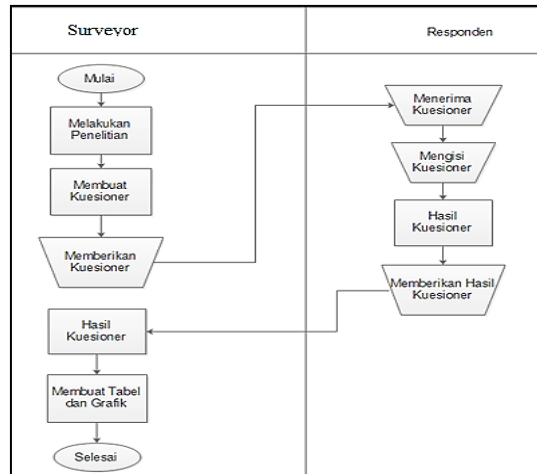 Surveyor
Responden
Mulai
Melakukan
Penelitian
Membuat
Kuesioner
Memberikan
Kuesioner
Menerima
Kuesioner
Mengisi
Kuesioner
Hasil
Kuesioner
Memberikan Hasil
Kuesioner
Hasil
Kuesioner
Membuat Tabel
dan Grafik
Selesai